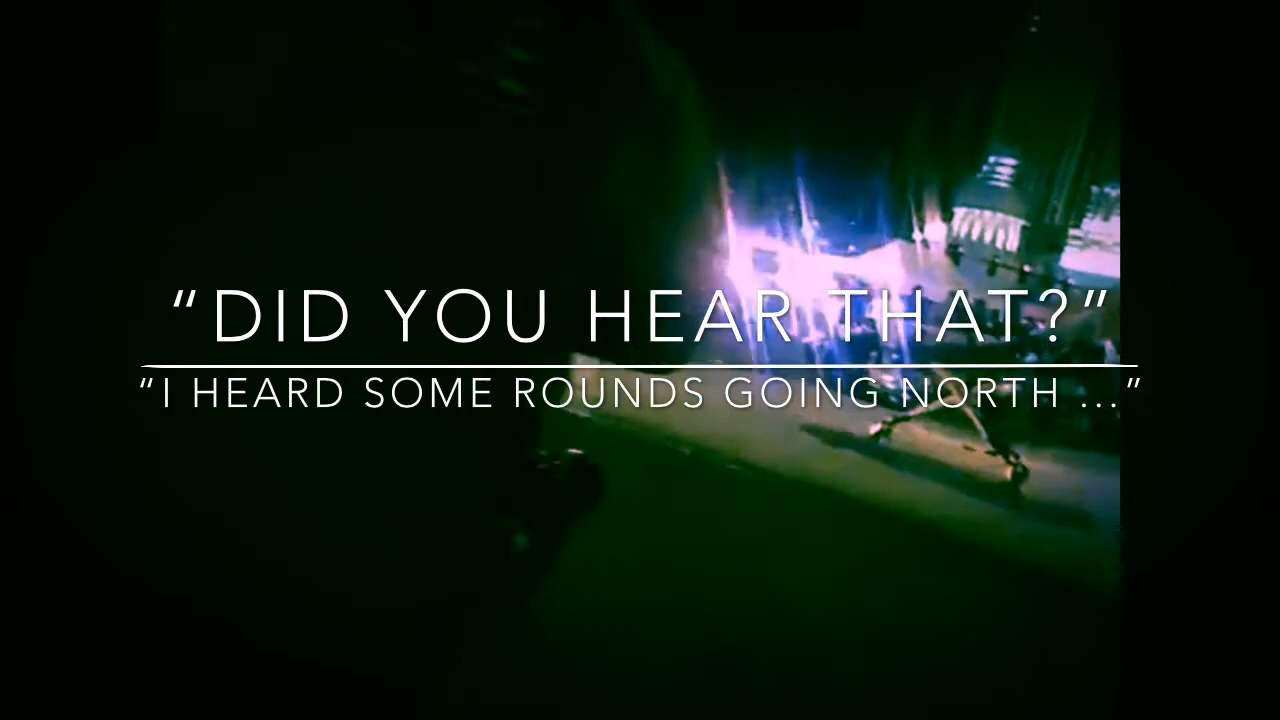 “DID YOU HEAR THAT?”
“I HEARD SOME ROUNDS GOING NORTH ...”